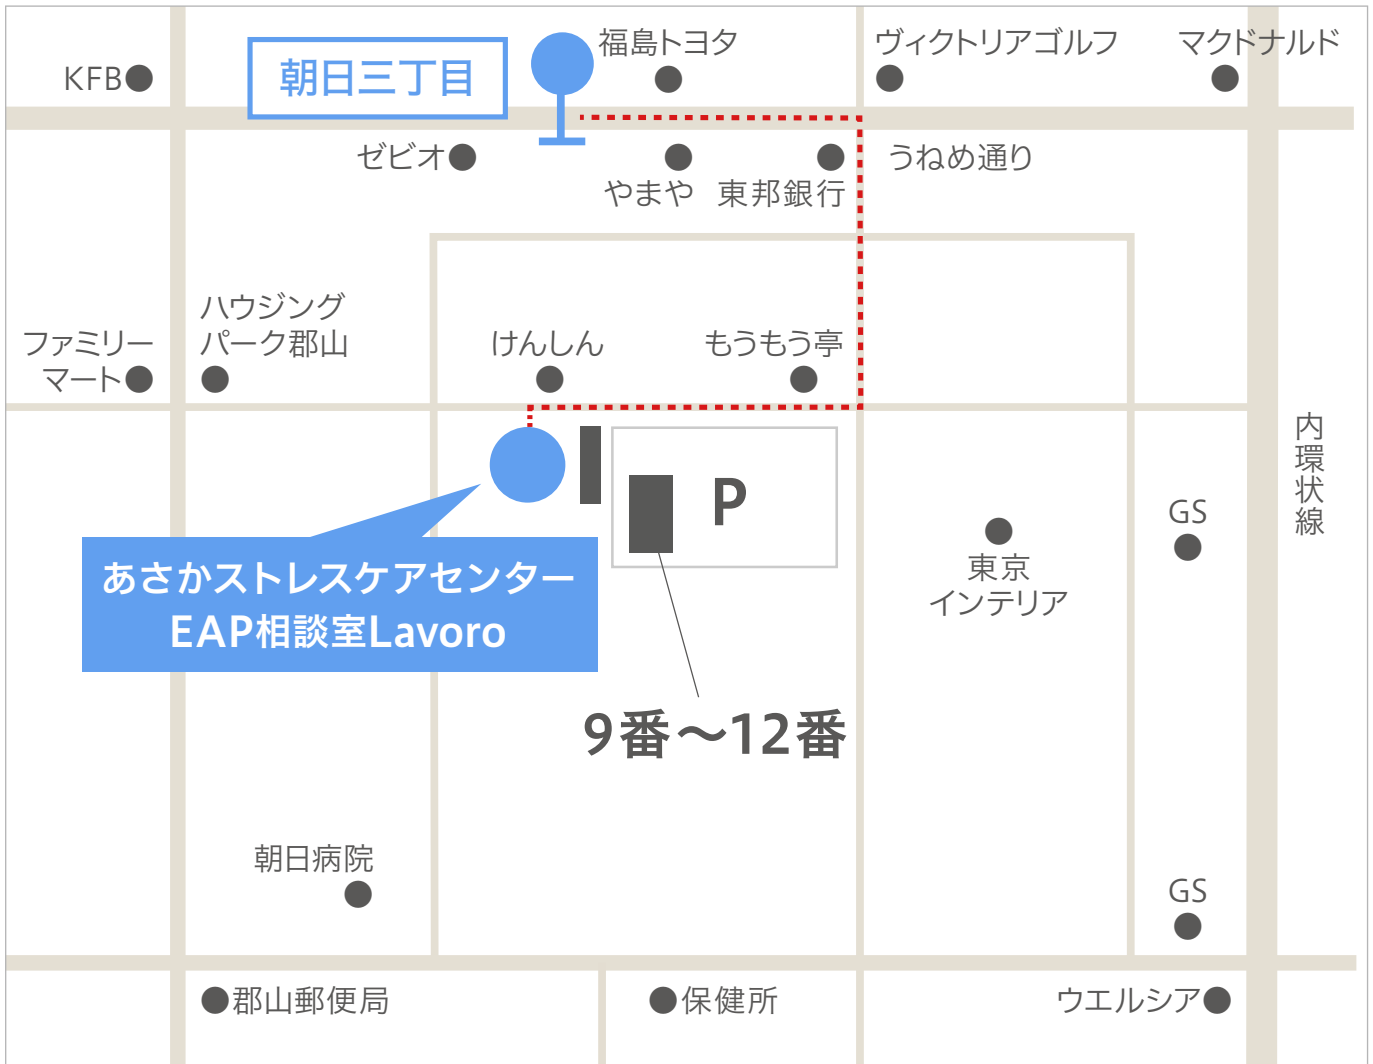 福島トヨタ
ヴィクトリアゴルフ
マクドナルド
KFB
朝日三丁目
ゼビオ
うねめ通り
やまや
東邦銀行
ハウジング
パーク郡山
ファミリー
マート
けんしん
もうもう亭
内環状線
P
GS
東京
インテリア
あさかストレスケアセンター
EAP相談室Lavoro
9番～12番
朝日病院
GS
郡山郵便局
保健所
ウエルシア